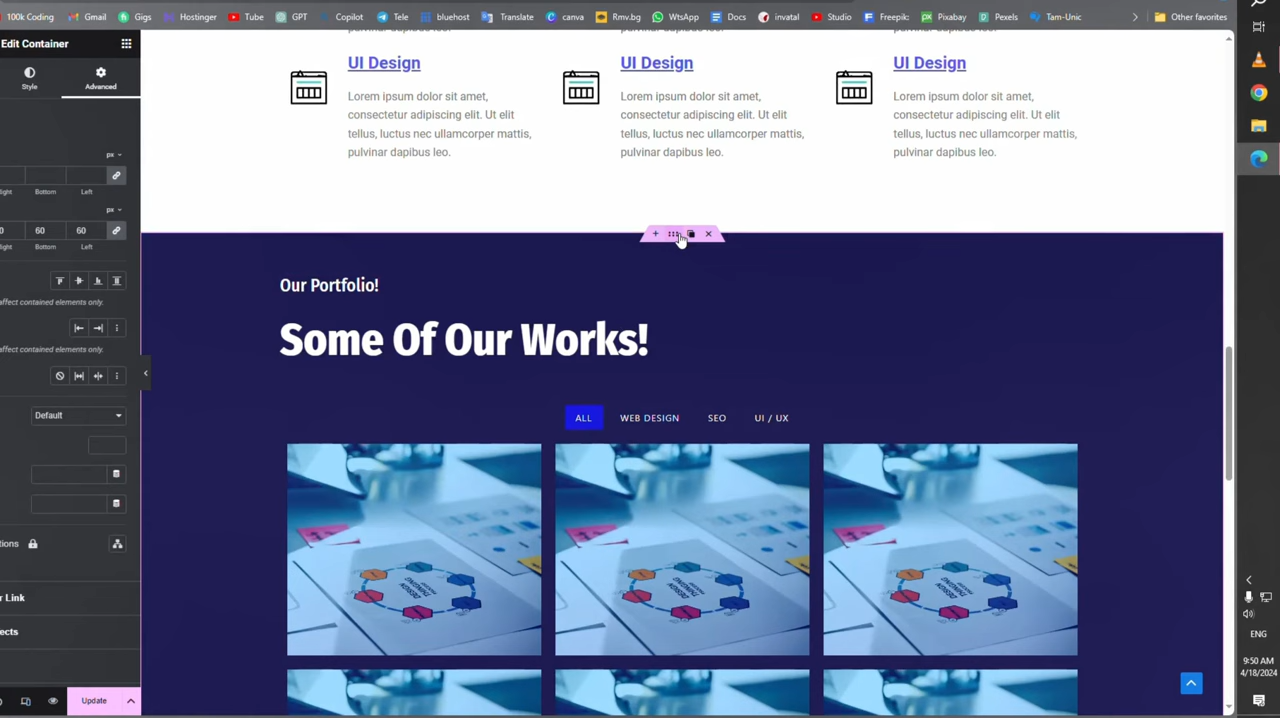 100k Coding
Gmail
Gigs
Hostinger
Tube
GPT
Copilot
Tele
bluehost
Translate
canva
Rmv.bg
WtsApp
Docs
invatal
Studio
Freepik:
Pixabay
Pexels
Tam-Unic
Other favorites
Edit Container
Style
Advanced
px
Right
Bottom
Left
px
0
60
60
Right
Bottom
Left
affect contained elements only.
affect contained elements only.
Default
Update
UI Design
Lorem ipsum dolor sit amet,
consectetur adipiscing elit. Ut elit
tellus, luctus nec ullamcorper mattis,
pulvinar dapibus leo.
UI Design
Lorem ipsum dolor sit amet,
consectetur adipiscing elit. Ut elit
tellus, luctus nec ullamcorper mattis,
pulvinar dapibus leo.
UI Design
Lorem ipsum dolor sit amet,
consectetur adipiscing elit. Ut elit
tellus, luctus nec ullamcorper mattis,
pulvinar dapibus leo.
Our Portfolio!
Some Of Our Works!
ALL
WEB DESIGN
SEO
UI / UX
ENG
9:50 AM
4/18/2024